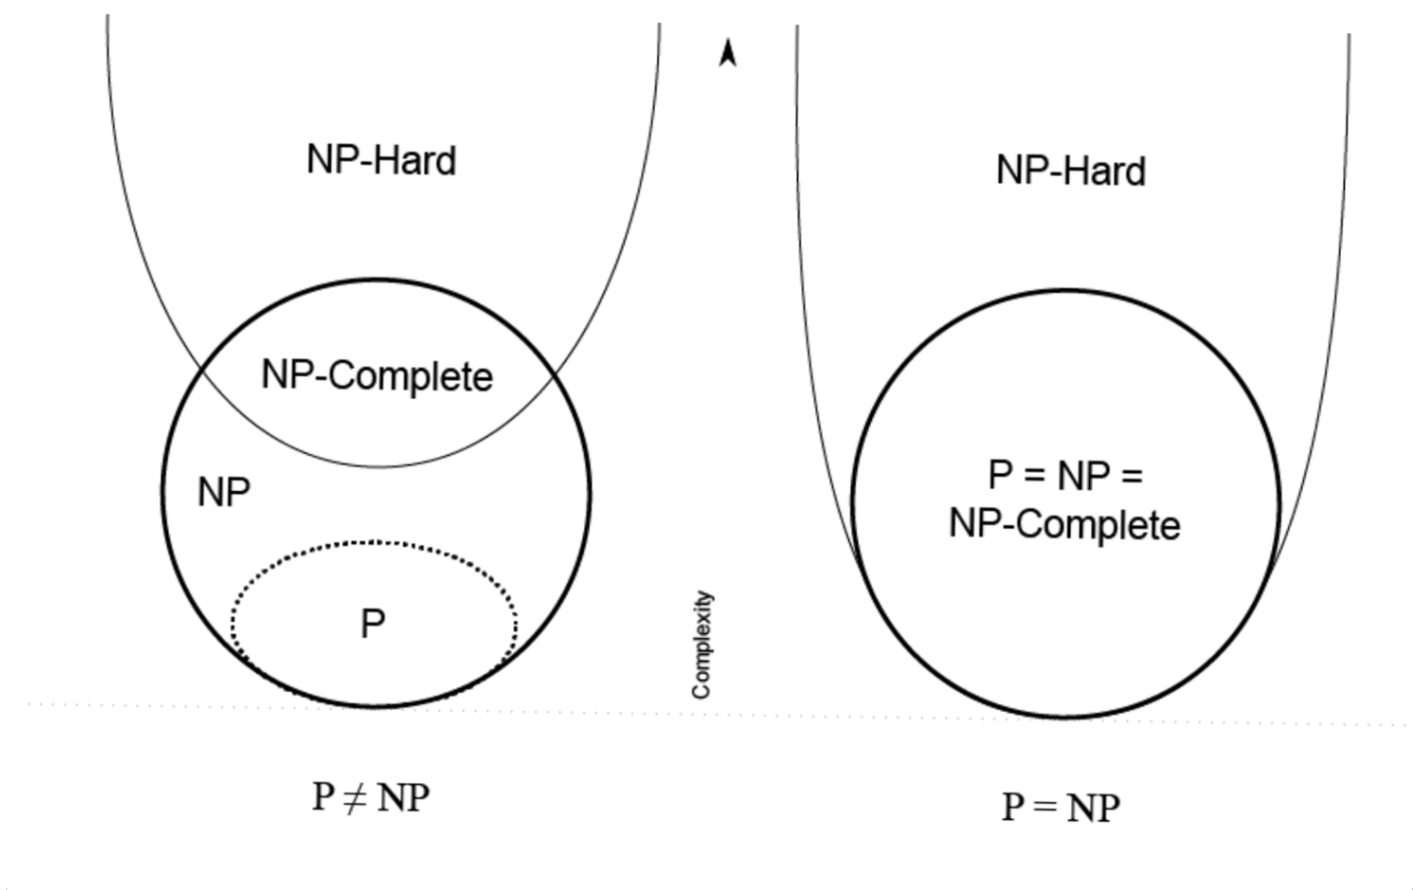 NP-Hard
NP-Complete
NP
P
P ≠ NP
Complexity
NP-Hard
P = NP =
NP-Complete
P = NP